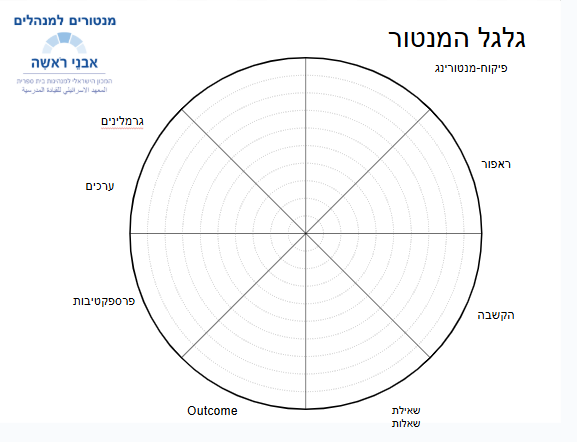 מנטורים למנהלים
אבני ראשה
המכון הישראלי למנהיגות בית ספרית
المعهد الاسرائيلي للقيادة المدرسية
גלגל המנטור
פיקוח-מנטורינג
ראפור
הקשבה
שאילת
שאלות
Outcome
פרספקטיבות
ערכים
גרמלינים